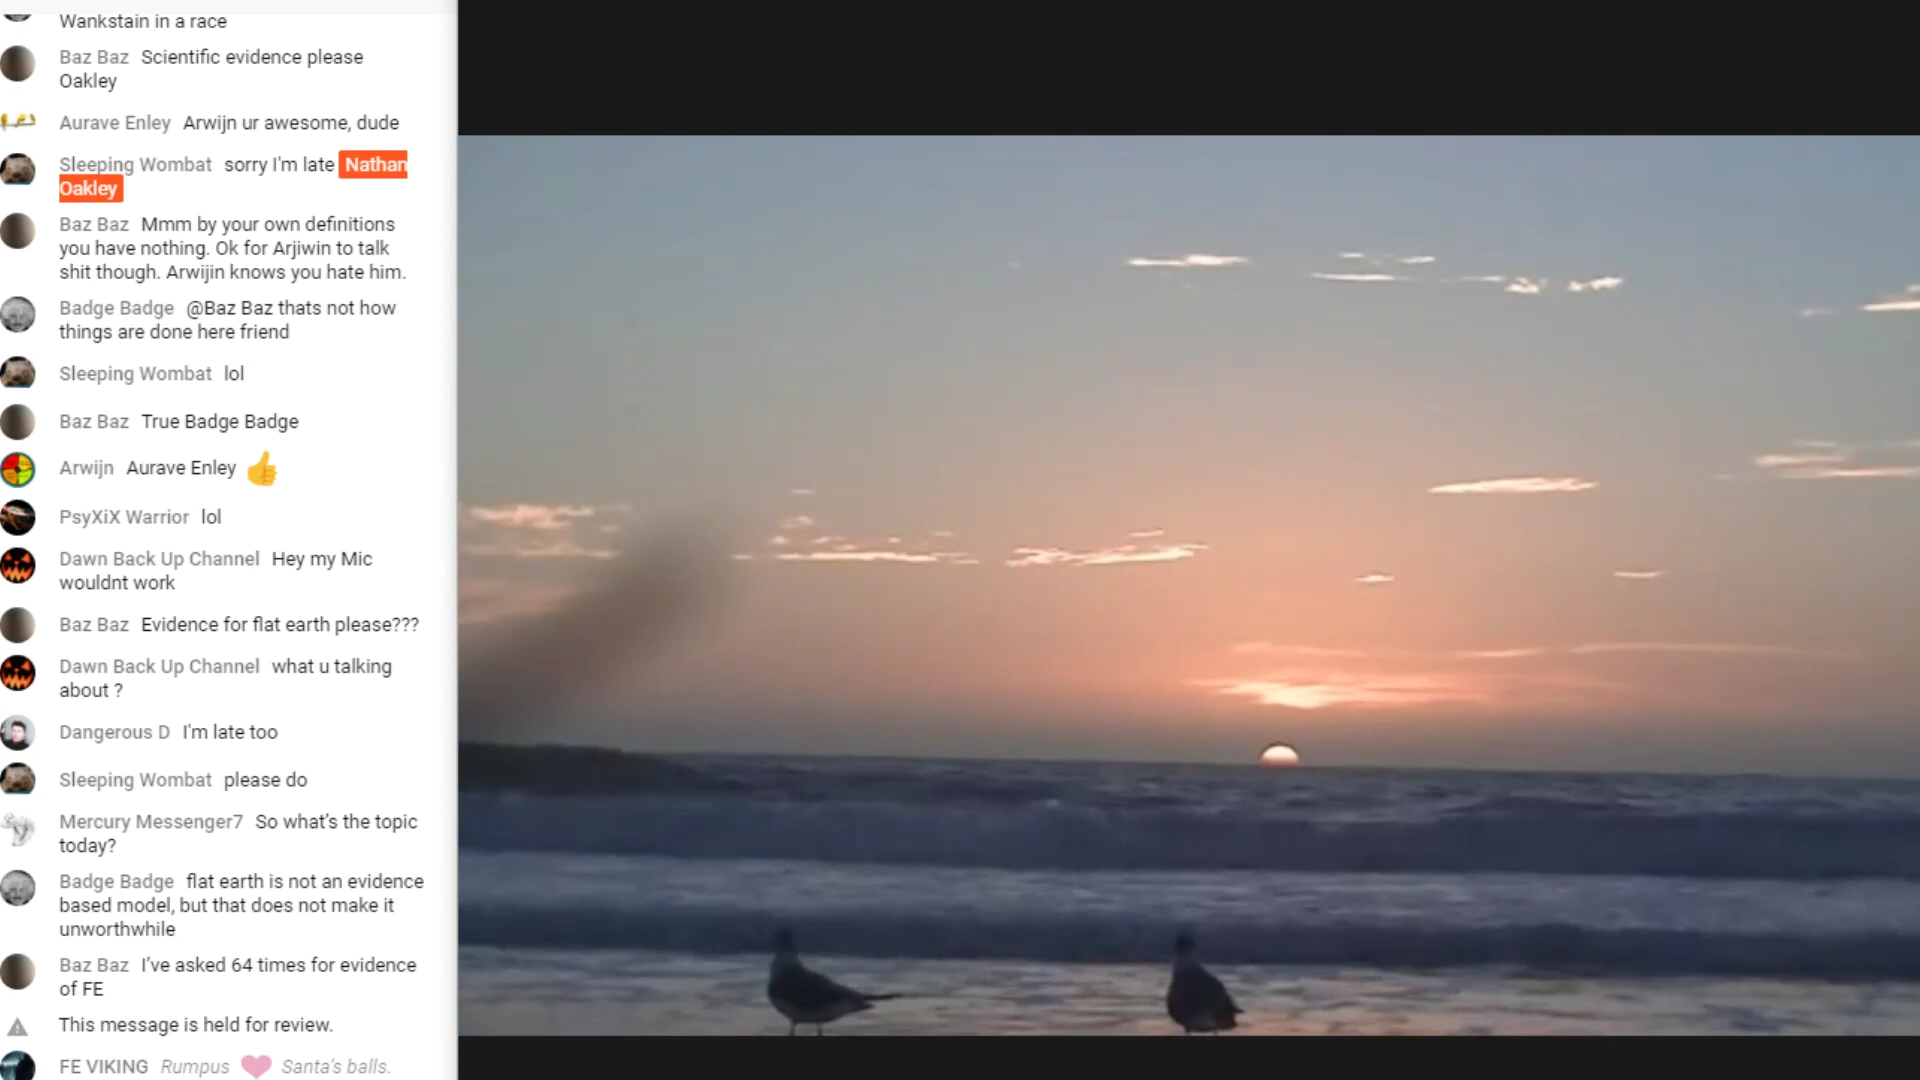 Wankstain in a race
Baz Baz Scientific evidence please
Oakley
Aurave Enley Arwijn ur awesome, dude
Sleeping Wombat sorry I'm late Nathan
Oakley
Baz Baz Mmm by your own definitions
you have nothing. Ok for Arjiwin to talk
shit though. Arwijin knows you hate him.
Badge Badge @Baz Baz thats not how
things are done here friend
Sleeping Wombat lol
Baz Baz True Badge Badge
Arwijn Aurave Enley 👍
PsyXiX Warrior lol
Dawn Back Up Channel Hey my Mic
wouldnt work
Baz Baz Evidence for flat earth please???
Dawn Back Up Channel what u talking
about ?
Dangerous D I'm late too
Sleeping Wombat please do
Mercury Messenger7 So what's the topic
today?
Badge Badge flat earth is not an evidence
based model, but that does not make it
unworthwhile
Baz Baz I've asked 64 times for evidence
of FE
This message is held for review.
FE VIKING Rumpus 🩷 Santa's balls.